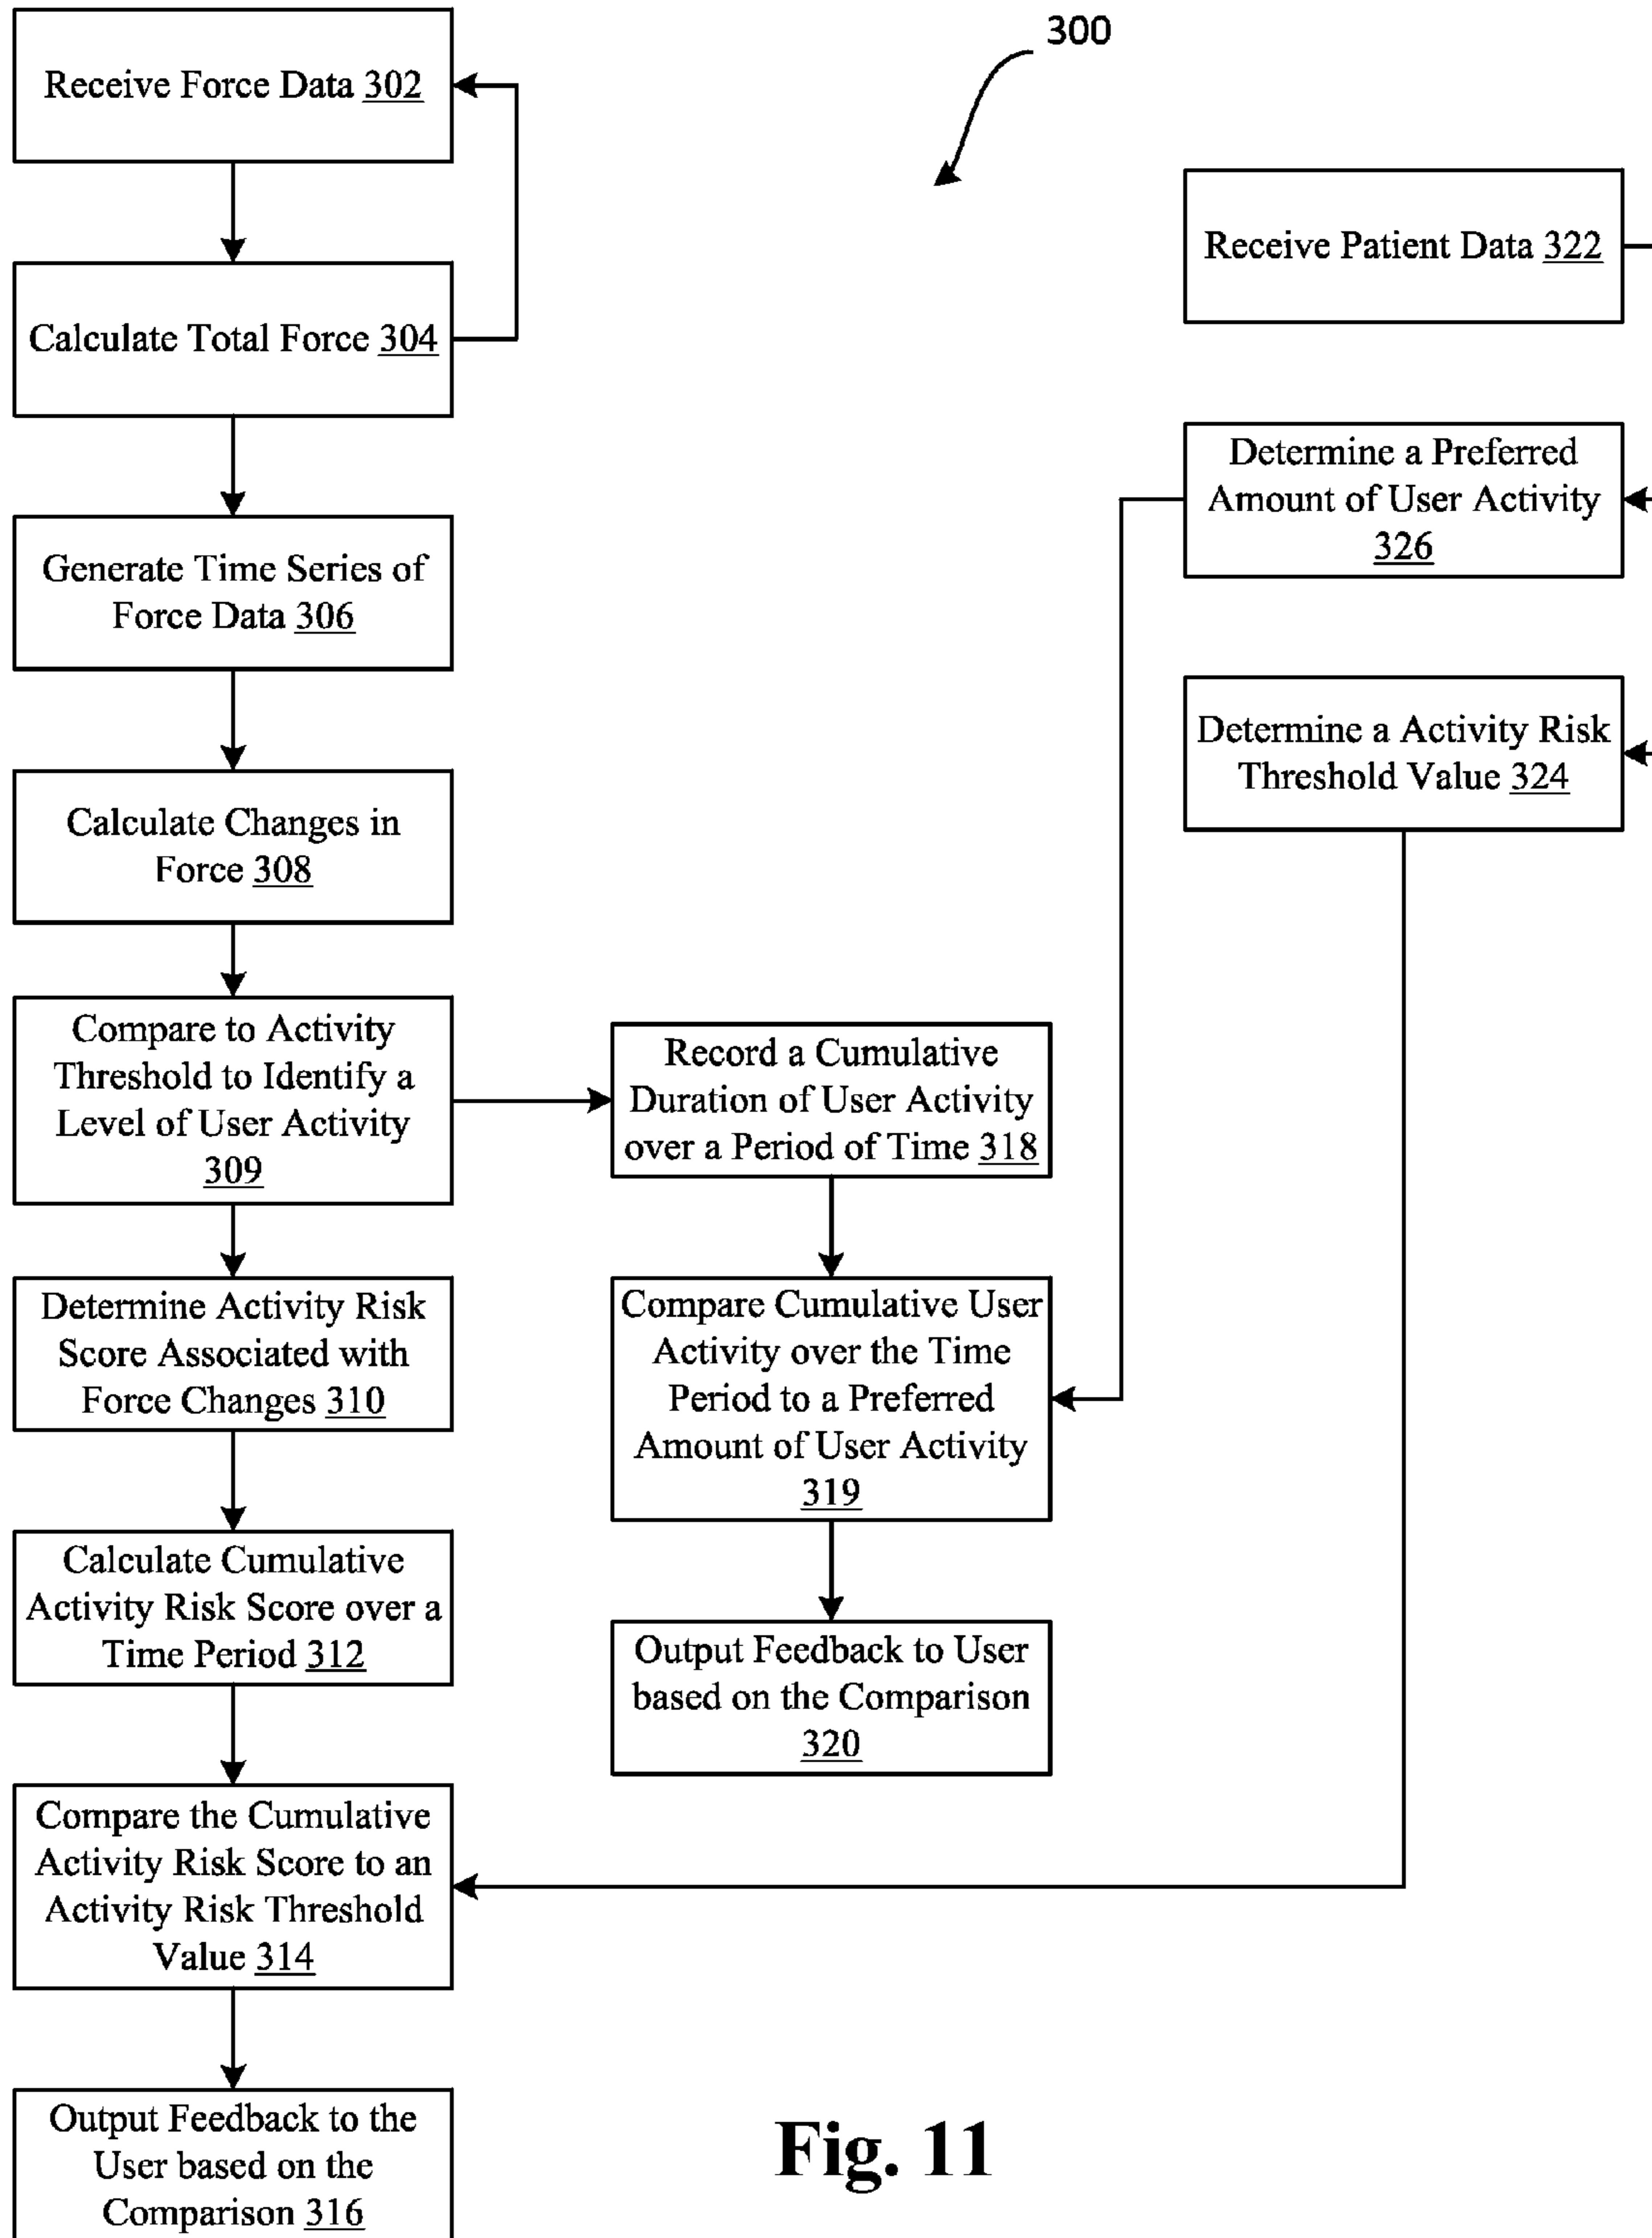 Receive Force Data 302
Calculate Total Force 304
Generate Time Series of
Force Data 306
Calculate Changes in
Force 308
Compare to Activity
Threshold to Identify a
Level of User Activity
309
Determine Activity Risk
Score Associated with
Force Changes 310
Calculate Cumulative
Activity Risk Score over a
Time Period 312
Compare the Cumulative
Activity Risk Score to an
Activity Risk Threshold
Value 314
Output Feedback to the
User based on the
Comparison 316
Record a Cumulative
Duration of User Activity
over a Period of Time 318
Compare Cumulative User
Activity over the Time
Period to a Preferred
Amount of User Activity
319
Output Feedback to User
based on the Comparison
320
300
Receive Patient Data 322
Determine a Preferred
Amount of User Activity
326
Determine a Activity Risk
Threshold Value 324
Fig. 11